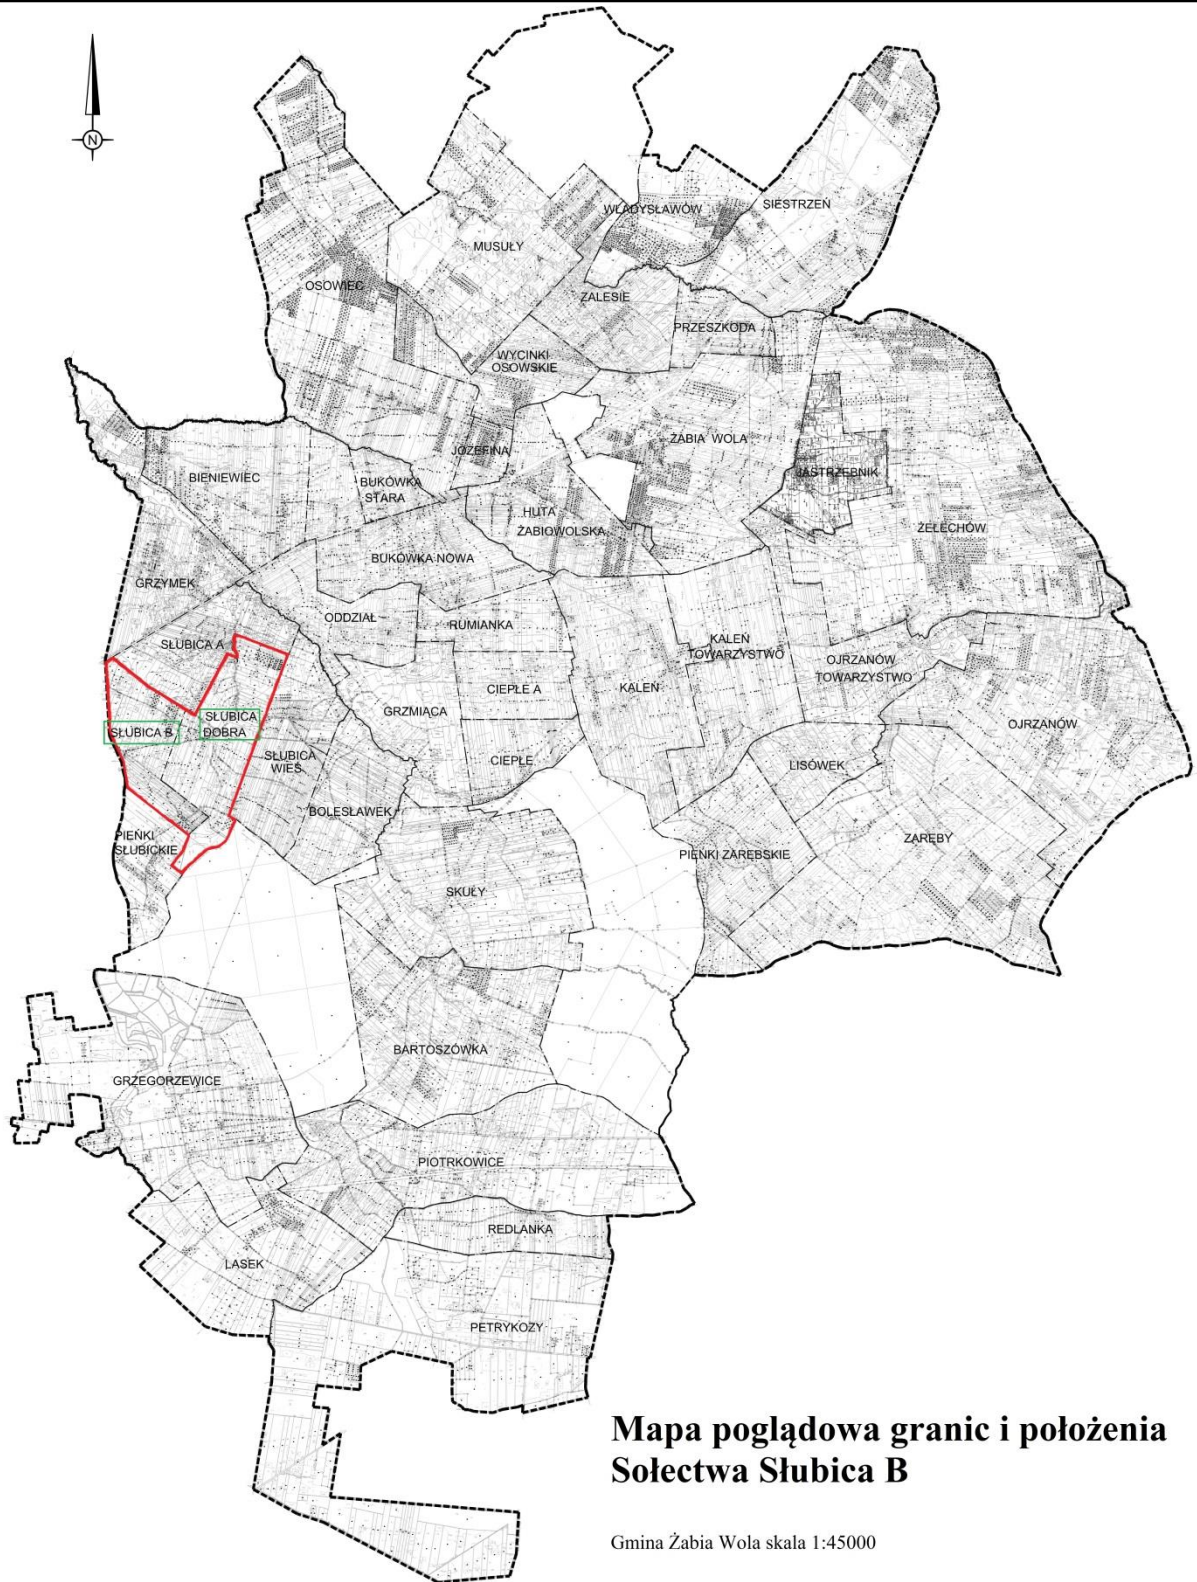 N
WŁADYSŁAWÓW
SIESTRZEŃ
MUSUŁY
OSOWIEC
ZALESIE
PRZESZKODA
WYCINKI
OSOWSKIE
ŻABIA WOLA
JÓZEFINA
JASTRZĘBNIK
BIENIEWIEC
BUKÓWKA
STARA
HUTA
ŻABIOWOLSKA
ŻELECHÓW
BUKÓWKA NOWA
GRZYMEK
ODDZIAŁ
RUMIANKA
SŁUBICA A
KALEŃ
TOWARZYSTWO
OJRZANÓW
TOWARZYSTWO
CIEPŁE A
KALEŃ
GRZMIĄCA
SŁUBICA
DOBRA
SŁUBICA B
OJRZANÓW
SŁUBICA
WIEŚ
CIEPŁE
LISÓWEK
BOLESŁAWEK
PIEŃKI
SŁUBICKIE
ZARĘBY
PIEŃKI ZARĘBSKIE
SKUŁY
BARTOSZÓWKA
GRZEGORZEWICE
PIOTRKOWICE
REDLANKA
LASEK
PETRYKOZY
Mapa poglądowa granic i położenia
Sołectwa Słubica B
Gmina Żabia Wola skala 1:45000